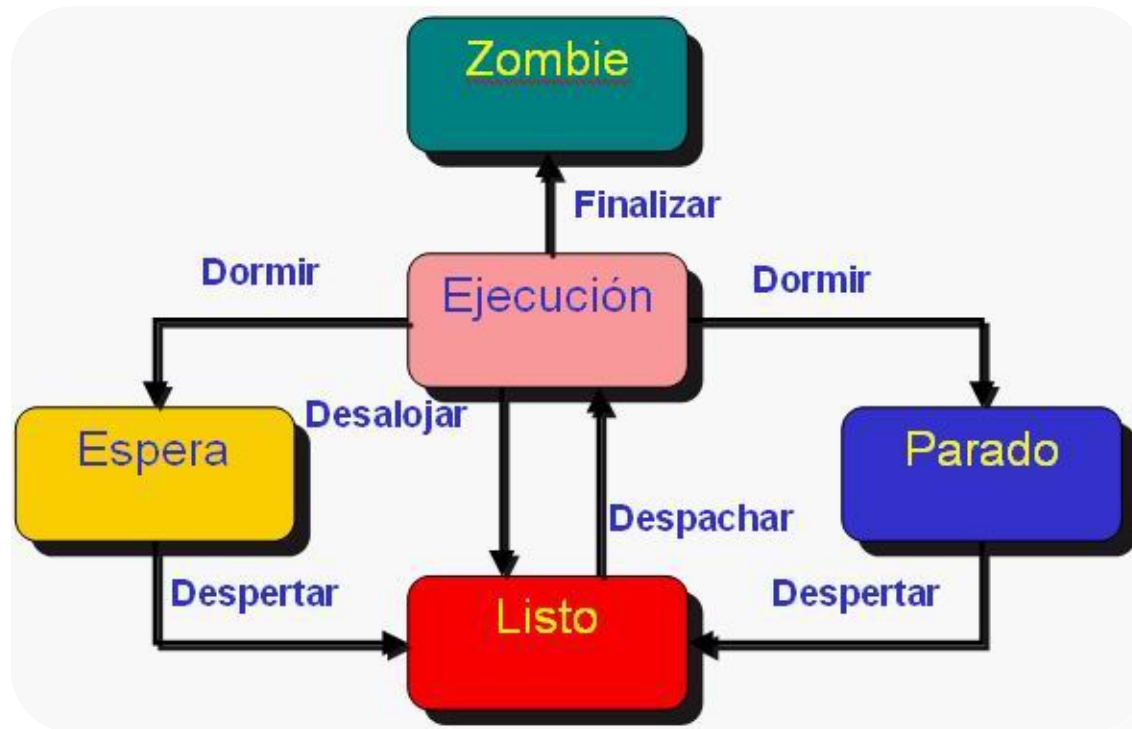 Zombie
Finalizar
Dormir
Ejecución
Dormir
Desalojar
Espera
Parado
Despachar
Despertar
Listo
Despertar